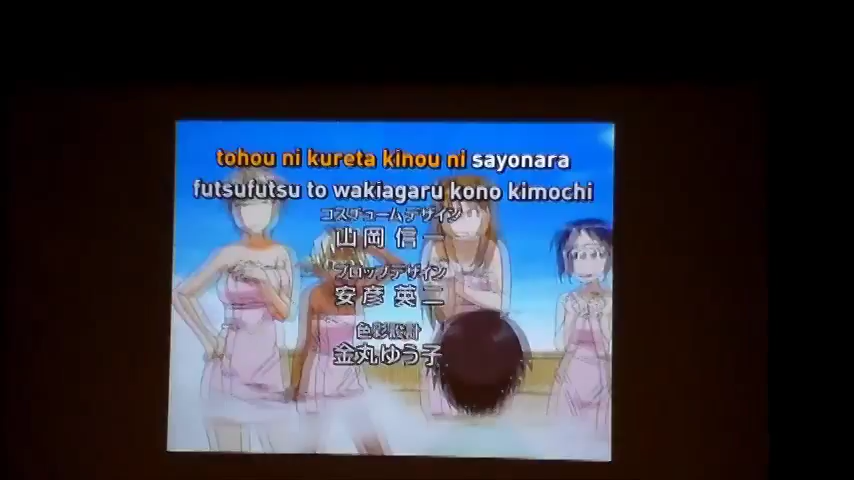 tohou ni kureta kinou ni sayonara
futsufutsu to wakiagaru kono kimochi
コスチュームデザイン
山岡 信一
プロップデザイン
安彦 英二
色彩設計
金丸ゆう子